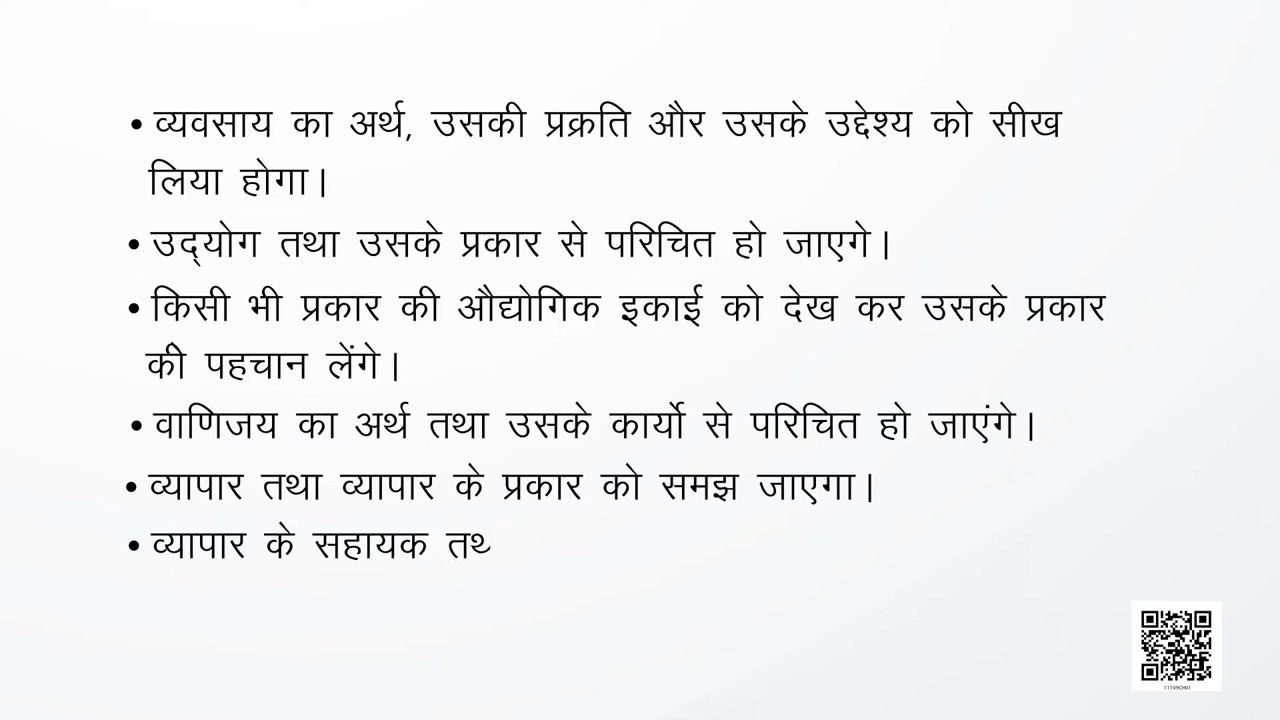 • व्यवसाय का अर्थ, उसकी प्रक्रति और उसके उद्देश्य को सीख
लिया होगा।
• उद्‌योग तथा उसके प्रकार से परिचित हो जाएगे।
• किसी भी प्रकार की औद्योगिक इकाई को देख कर उसके प्रकार
की पहचान लेंगे।
• वाणिजय का अर्थ तथा उसके कार्यो से परिचित हो जाएंगे।
• व्यापार तथा व्यापार के प्रकार को समझ जाएगा।
• व्यापार के सहायक तथ
11109CH01